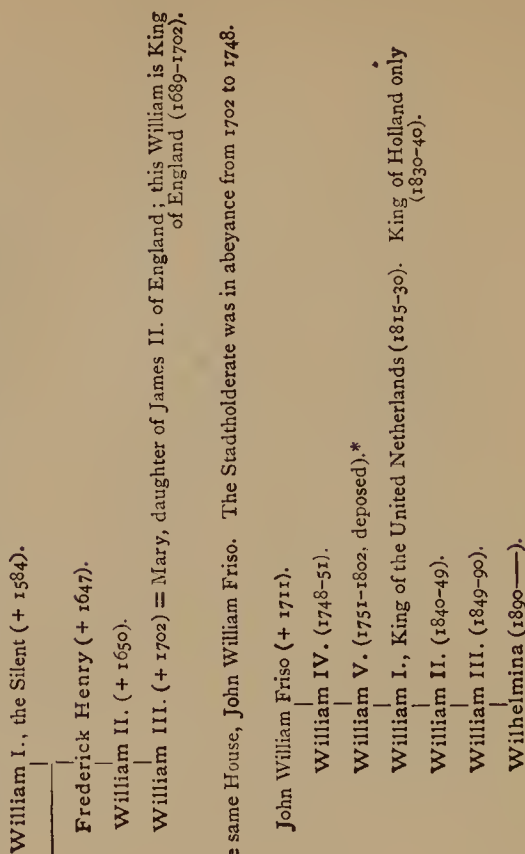 William I., the Silent (+ 1584).
Frederick Henry (+ 1647).
William II. (+ 1650).
William III. (+ 1702) = Mary, daughter of James II. of England; this William is King
of England (1689-1702).
same House, John William Friso. The Stadtholderate was in abeyance from 1702 to 1748.
John William Friso (+ 1711).
William IV. (1748-51).
William V. (1751-1802, deposed).*
William I., King of the United Netherlands (1815-30). King of Holland only
(1830-40).
William II. (1840-49).
William III. (1849-90).
Wilhelmina (1890—).